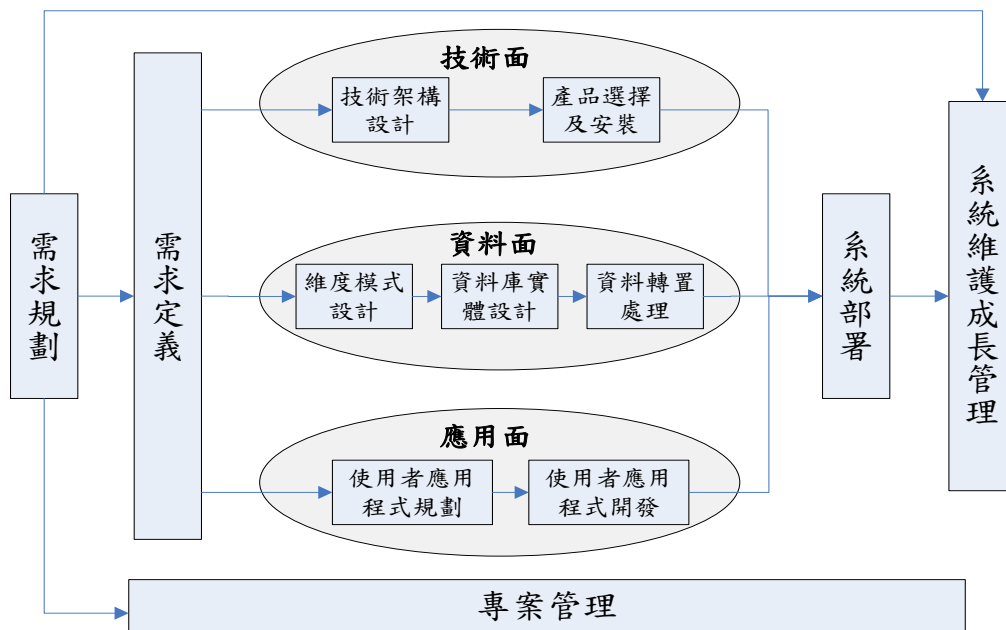 需求規劃
需求定義
技術面
技術架構
設計
產品選擇
及安裝
資料面
維度模式
設計
資料庫實
體設計
資料轉置
處理
應用面
使用者應用
程式規劃
使用者應用
程式開發
系統部署
系統維護成長管理
專案管理